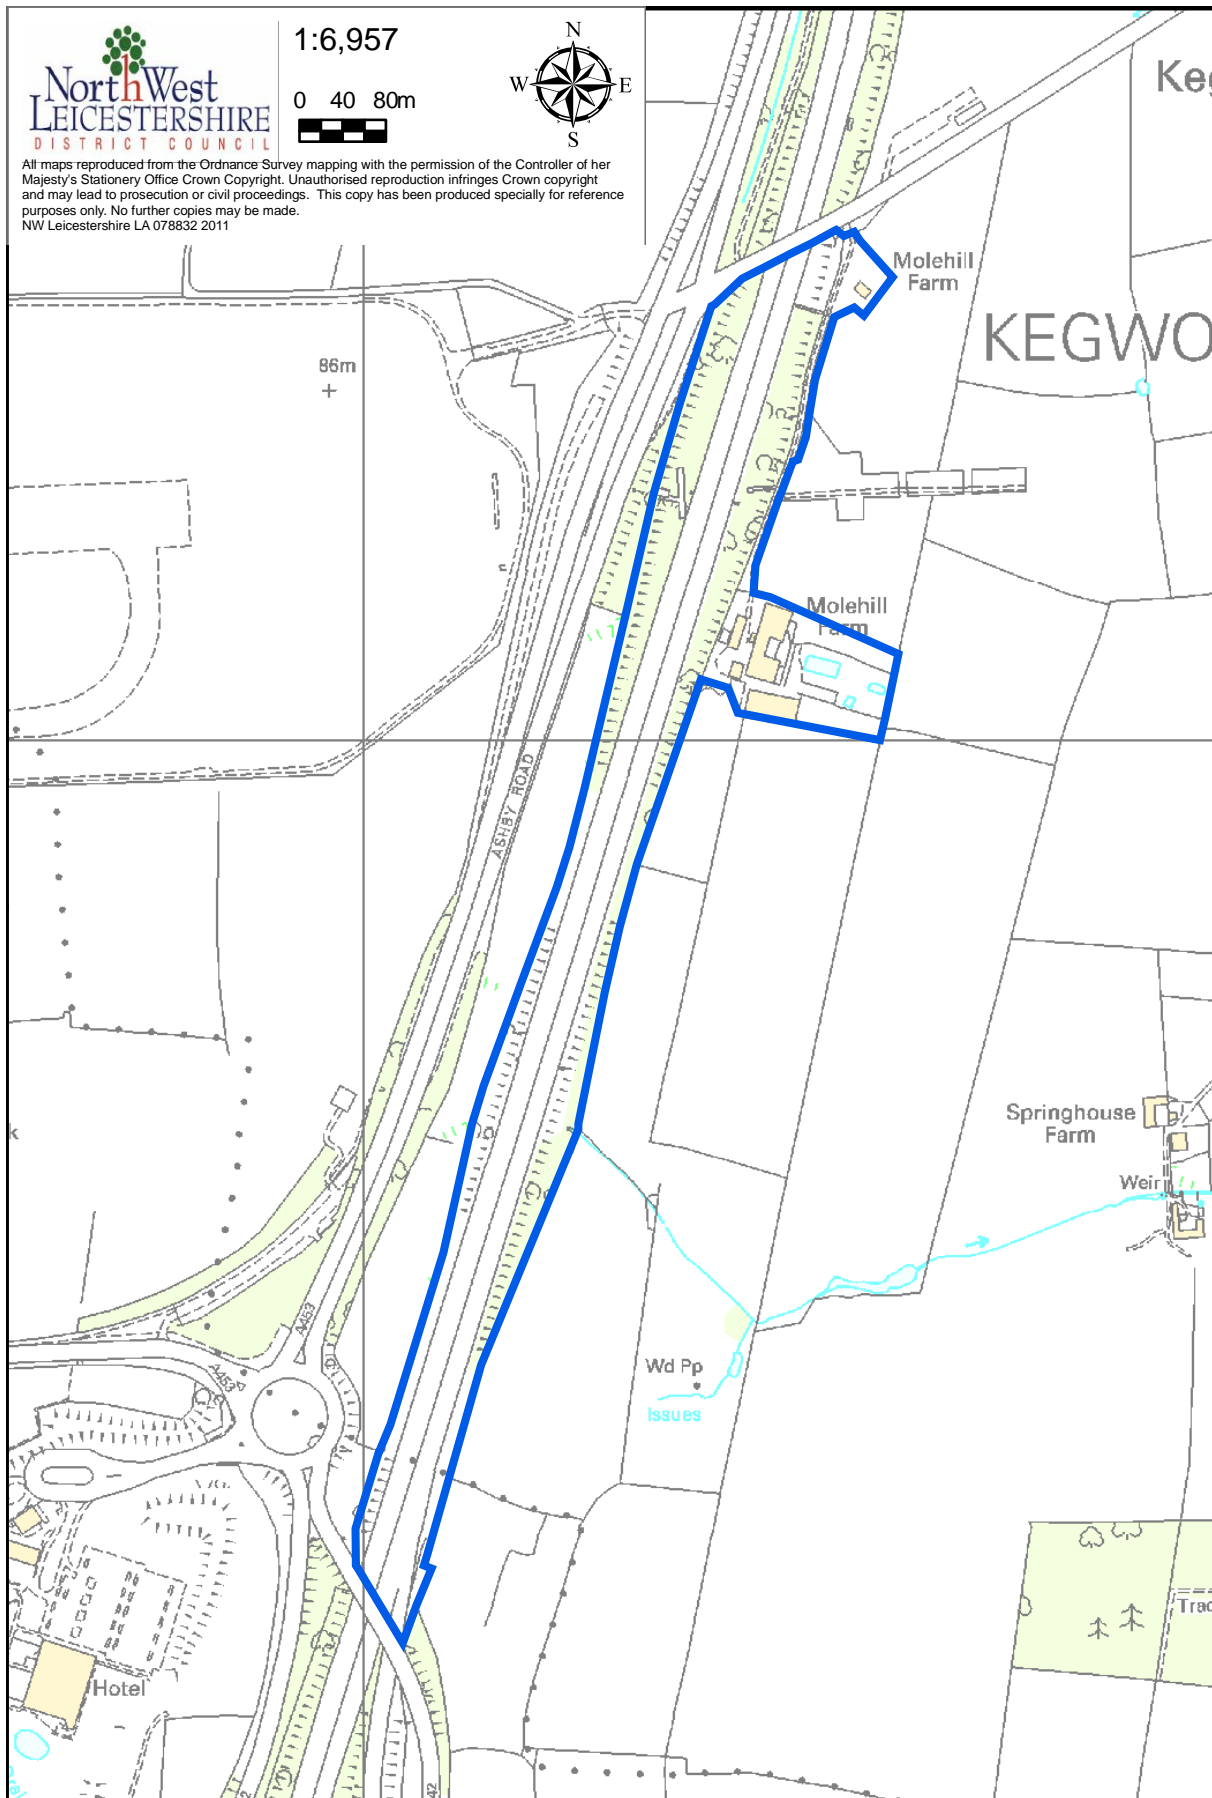 NorthWest
LEICESTERSHIRE
DISTRICT COUNCIL
1:6,957
0 40 80m
N
W E
S
All maps reproduced from the Ordnance Survey mapping with the permission of the Controller of her
Majesty's Stationery Office Crown Copyright. Unauthorised reproduction infringes Crown copyright
and may lead to prosecution or civil proceedings. This copy has been produced specially for reference
purposes only. No further copies may be made.
NW Leicestershire LA 078832 2011
Keg
Molehill
Farm
KEGWO
86m
Molehill
Farm
ASHBY ROAD
Springhouse
Farm
k
Weir
A453
A453
Wd Pp
Issues
Trac
Hotel
42